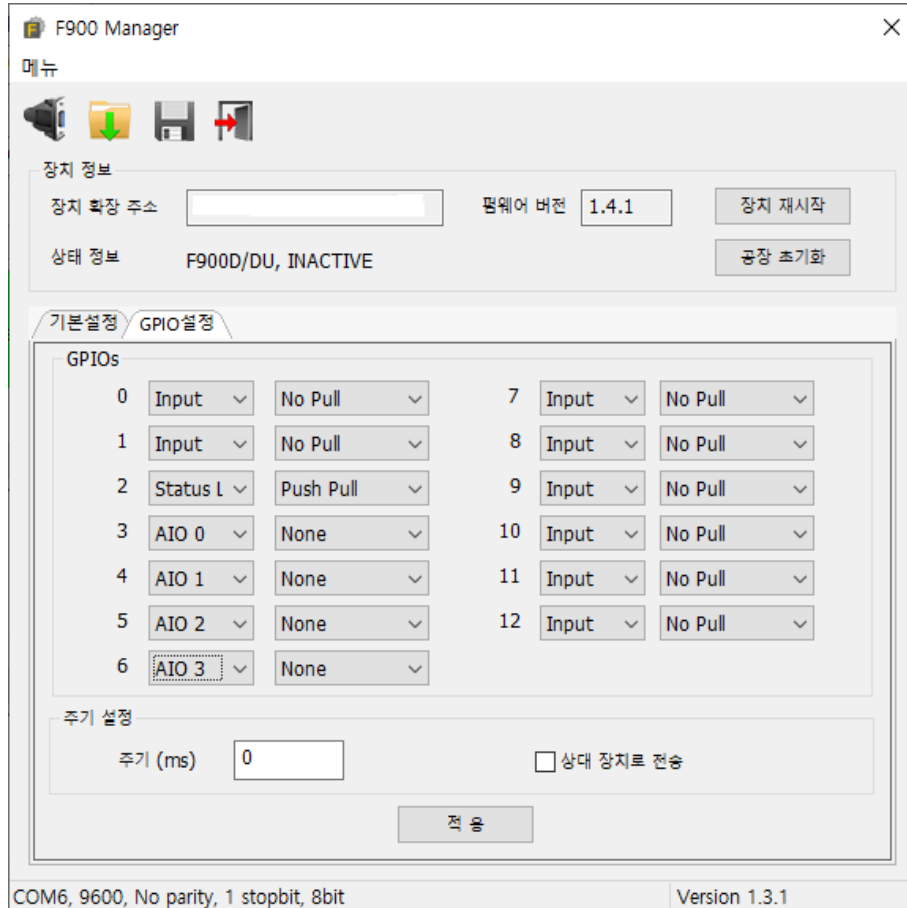 F900 Manager
메뉴
장치 정보
장치 확장 주소 펌웨어 버전 1.4.1 장치 재시작
상태 정보 F900D/DU, INACTIVE 공장 초기화
기본설정 GPIO설정
GPIOs
0 Input No Pull 7 Input No Pull
1 Input No Pull 8 Input No Pull
2 Status L Push Pull 9 Input No Pull
3 AIO 0 None 10 Input No Pull
4 AIO 1 None 11 Input No Pull
5 AIO 2 None 12 Input No Pull
6 AIO 3 None
주기 설정
주기 (ms) 0 상대 장치로 전송
적 용
COM6, 9600, No parity, 1 stopbit, 8bit Version 1.3.1